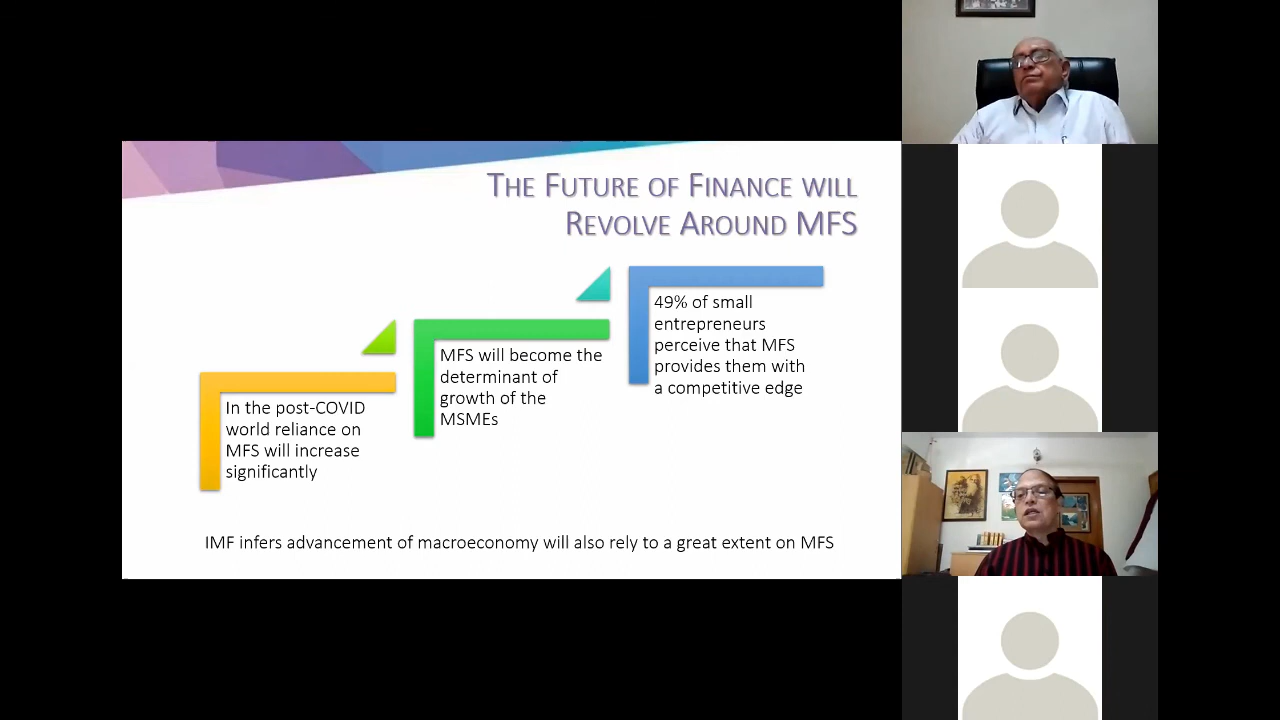 THE FUTURE OF FINANCE WILL
REVOLVE AROUND MFS
In the post-COVID
world reliance on
MFS will increase
significantly
MFS will become the
determinant of
growth of the
MSMEs
49% of small
entrepreneurs
perceive that MFS
provides them with
a competitive edge
IMF infers advancement of macroeconomy will also rely to a great extent on MFS